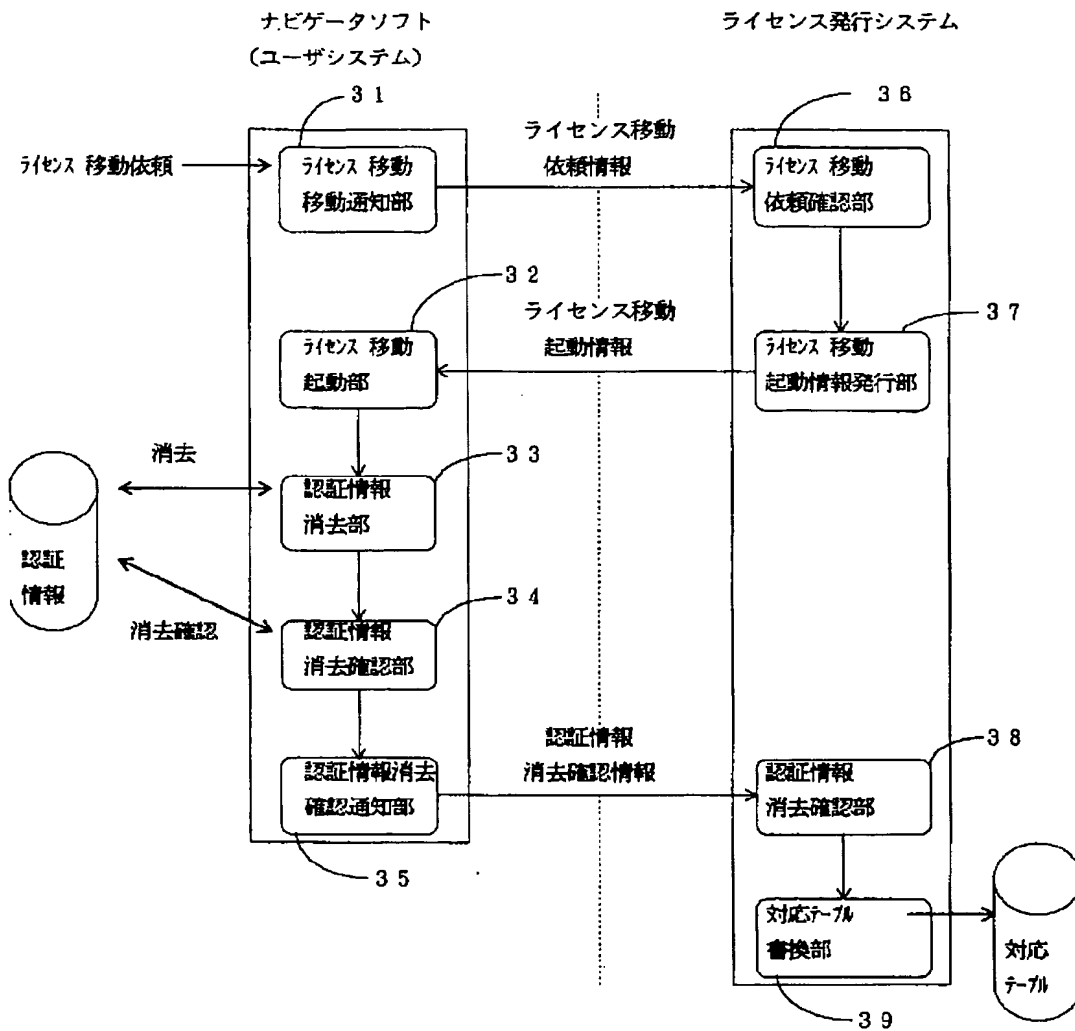 ナビゲータソフト
(ユーザシステム)
ライセンス発行システム
31
36
ライセンス移動
依頼情報
ﾗｲｾﾝｽ 移動依頼
ﾗｲｾﾝｽ 移動
移動通知部
ﾗｲｾﾝｽ 移動
依頼確認部
32
ライセンス移動
起動情報
37
ﾗｲｾﾝｽ 移動
起動部
ﾗｲｾﾝｽ 移動
起動情報発行部
消去
33
認証情報
消去部
認証
情報
34
消去確認
認証情報
消去確認部
認証情報
消去確認情報
38
認証情報消去
確認通知部
認証情報
消去確認部
35
対応ﾃｰﾌﾞﾙ
書換部
対応
ﾃｰﾌﾞﾙ
39